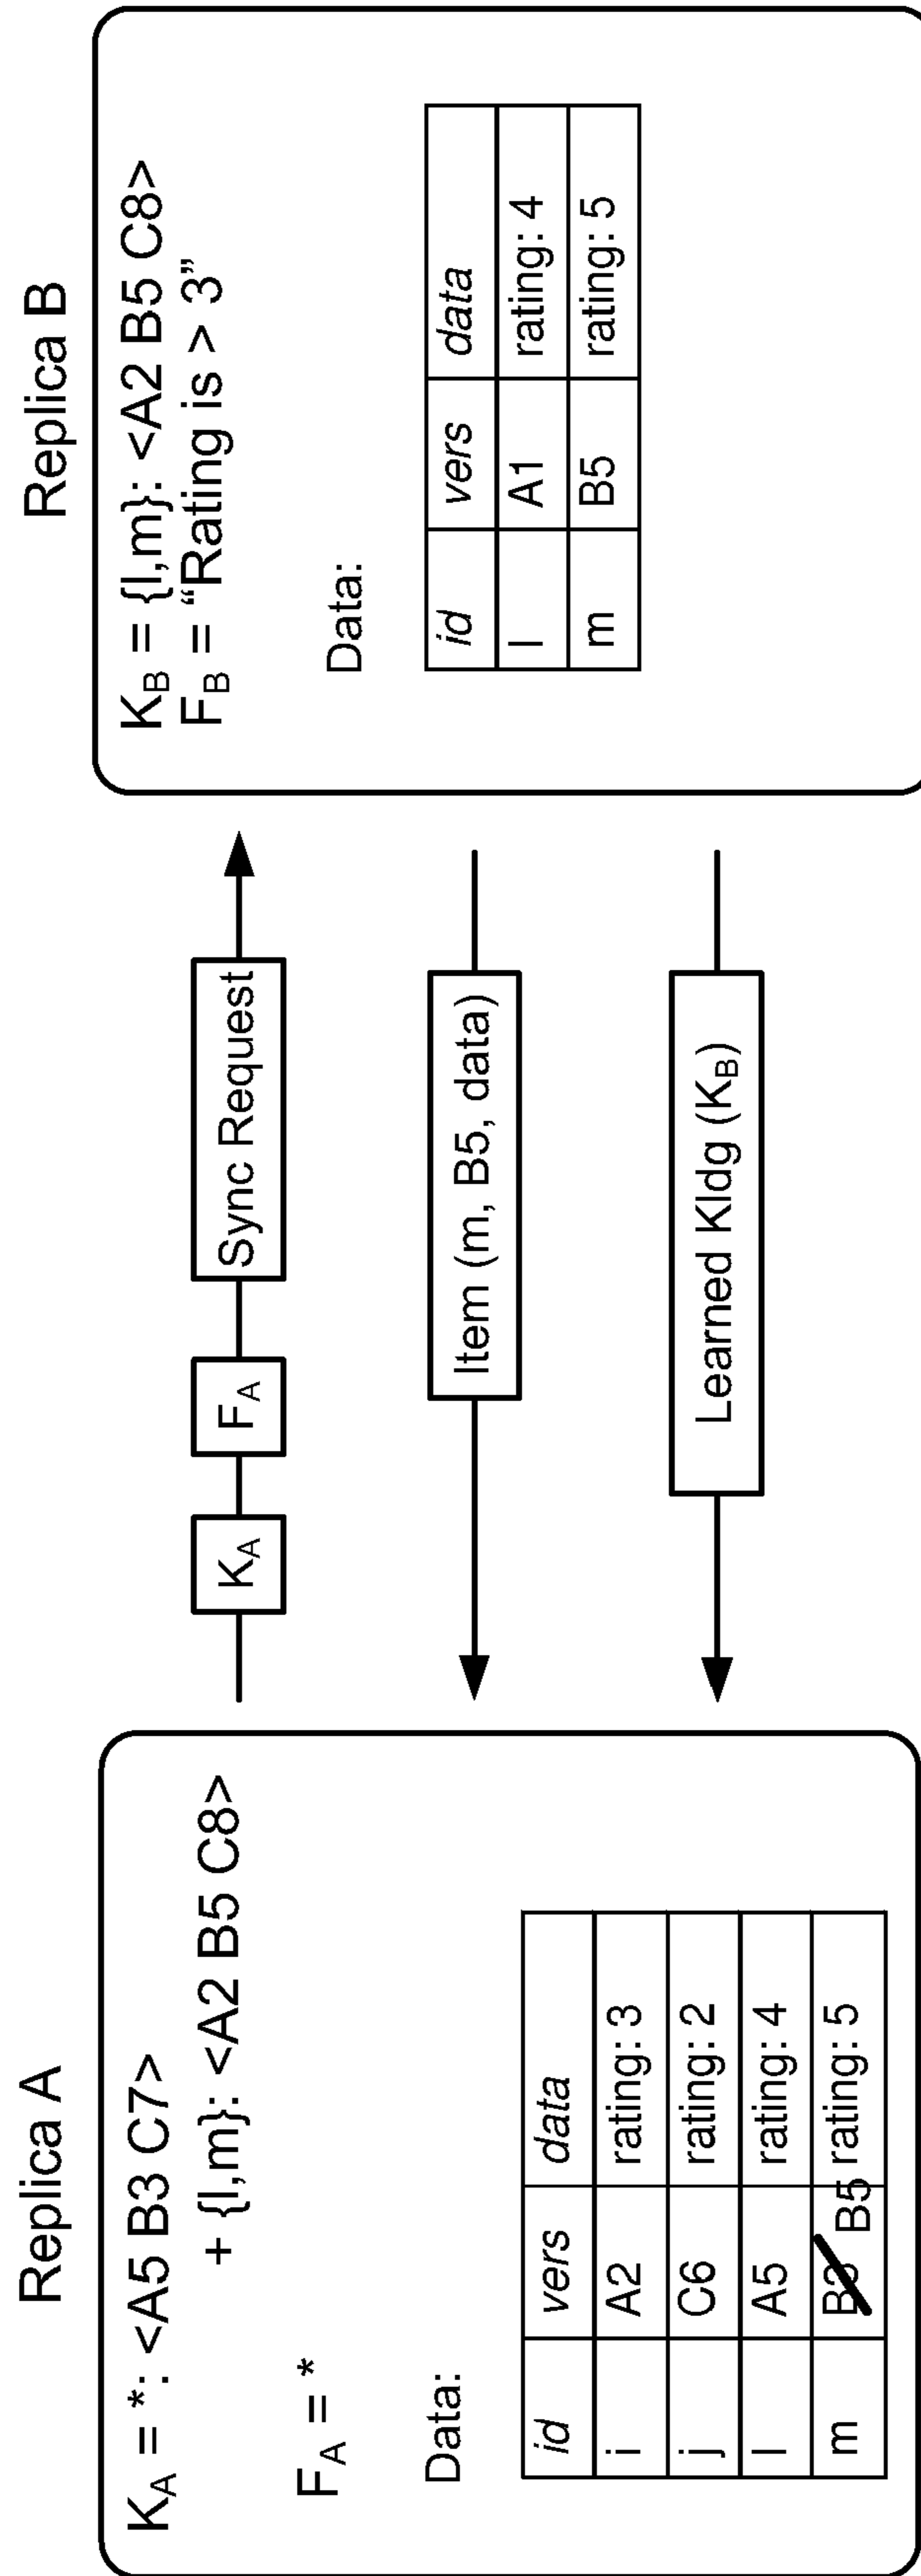 Replica A
K_A = *: <A5 B3 C7>
+ {l,m}: <A2 B5 C8>
F_A = *
Data:
id vers data
i A2 rating: 3
j C6 rating: 2
l A5 rating: 4
m B3 B5 rating: 5
K_A F_A Sync Request
Item (m, B5, data)
Learned Kldg (K_B)
Replica B
K_B = {l,m}: <A2 B5 C8>
F_B = “Rating is > 3”
Data:
id vers data
l A1 rating: 4
m B5 rating: 5